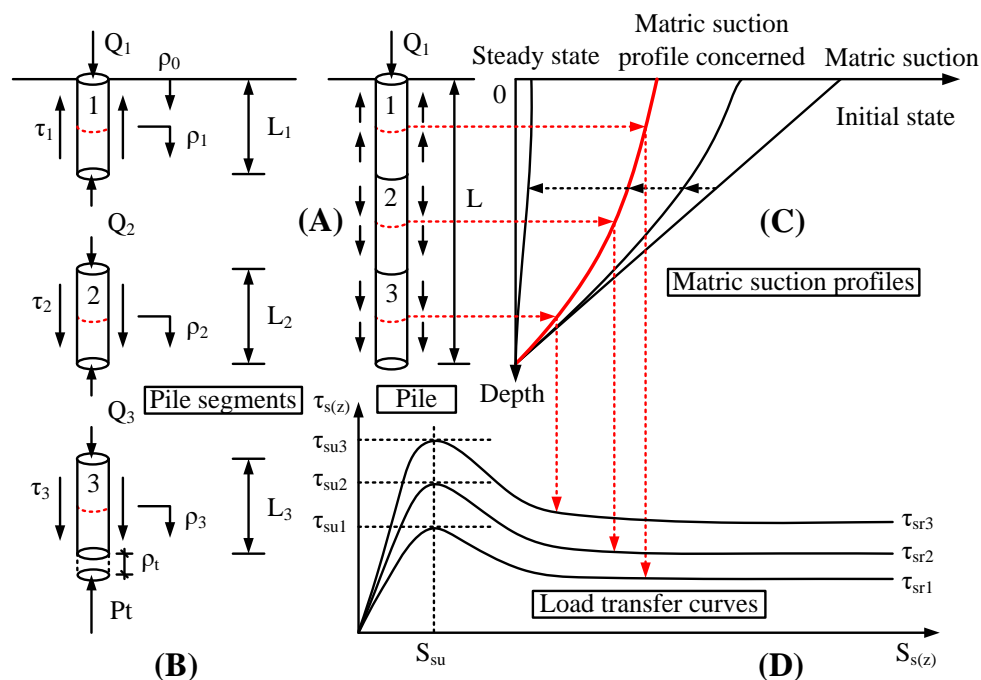 Q₁
ρ₀
1
τ₁
ρ₁
L₁
Q₂
2
τ₂
ρ₂
L₂
Q₃
Pile segments
3
τ₃
ρ₃
L₃
ρt
Pt
(B)
Q₁
1
2
3
L
(A)
Pile
Steady state
Matric suction
profile concerned
Matric suction
0
Initial state
(C)
Matric suction profiles
Depth
τs(z)
τsu3
τsu2
τsu1
τsr3
τsr2
τsr1
Load transfer curves
Ssu
Ss(z)
(D)